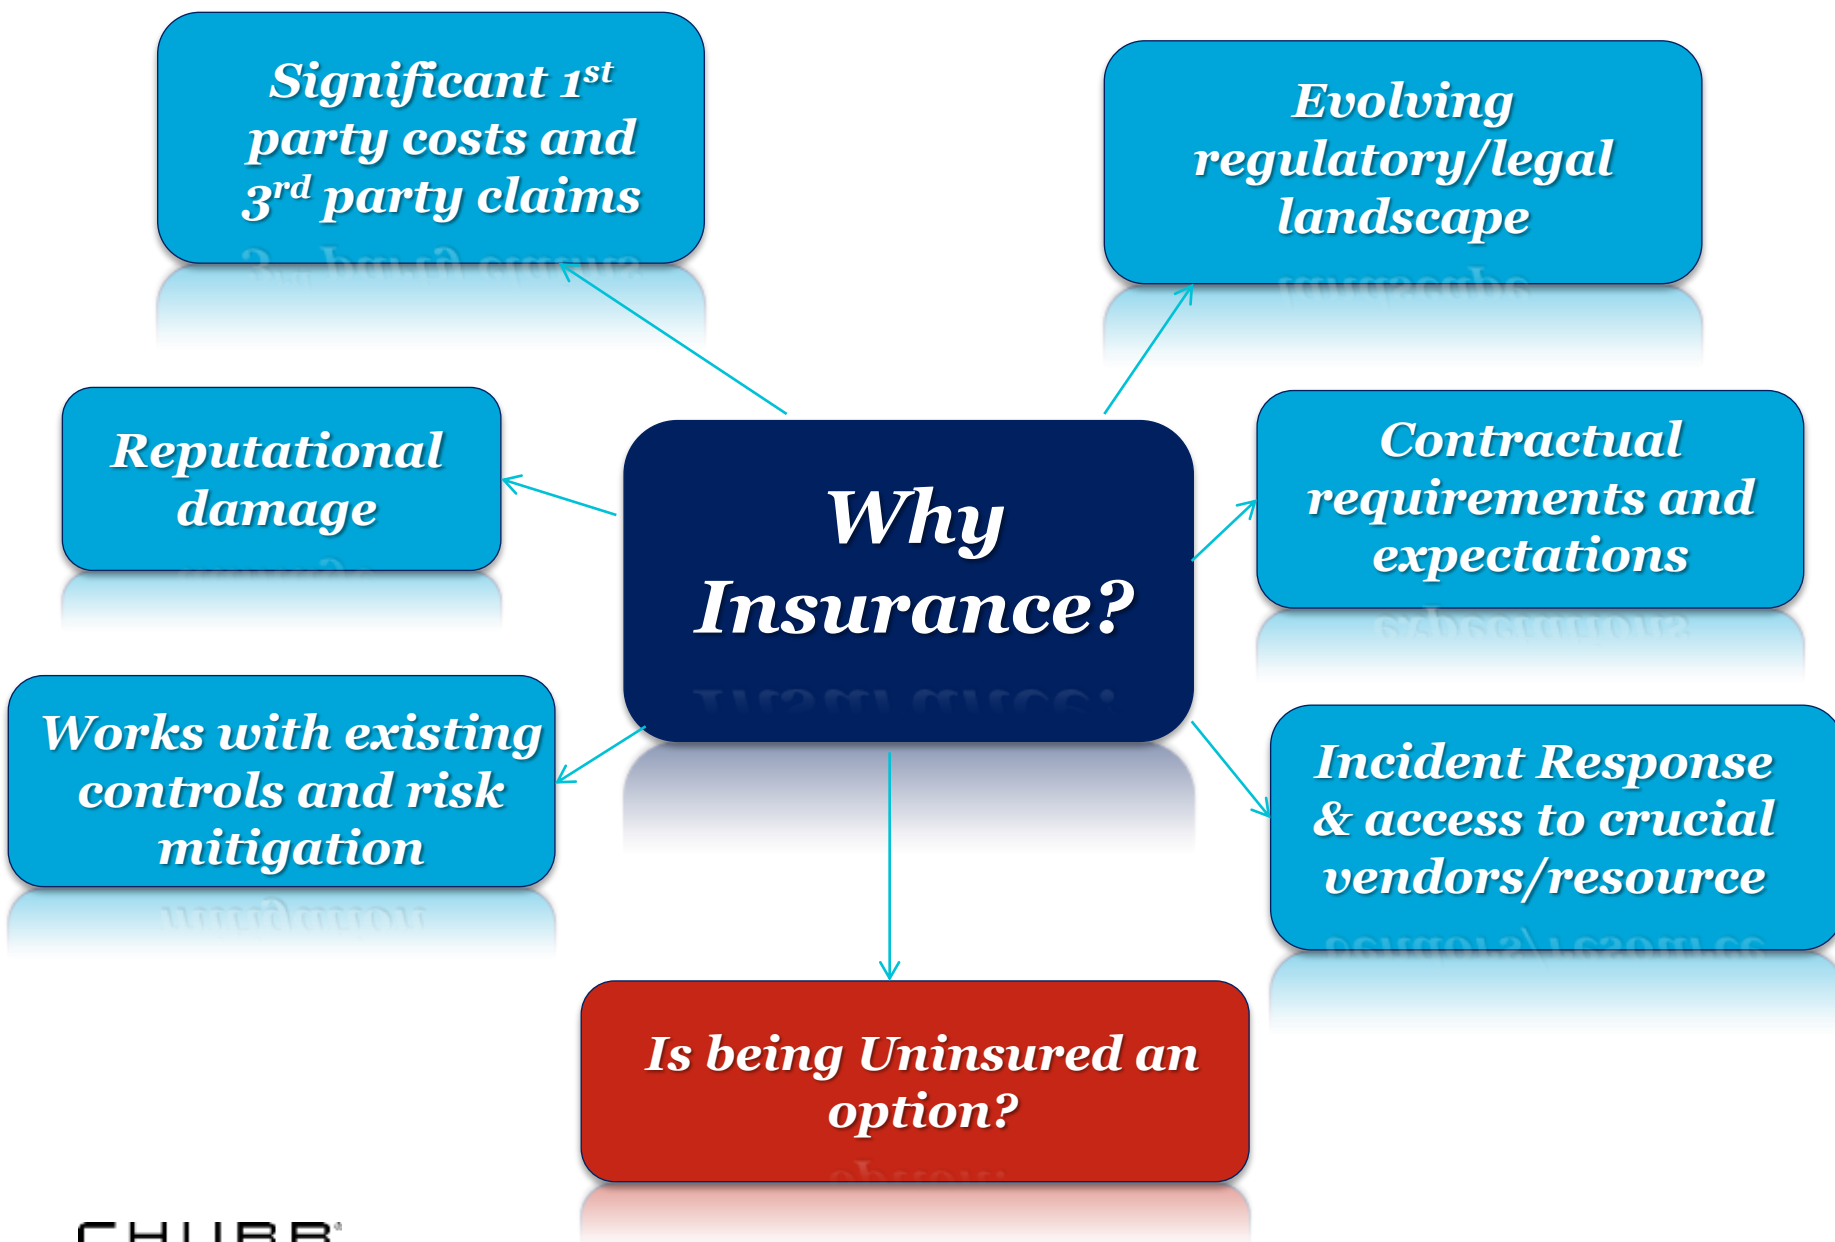 Significant 1st
party costs and
3rd party claims
Evolving
regulatory/legal
landscape
Reputational
damage
Why
Insurance?
Contractual
requirements and
expectations
Works with existing
controls and risk
mitigation
Incident Response
& access to crucial
vendors/resource
Is being Uninsured an
option?
CHUBB®